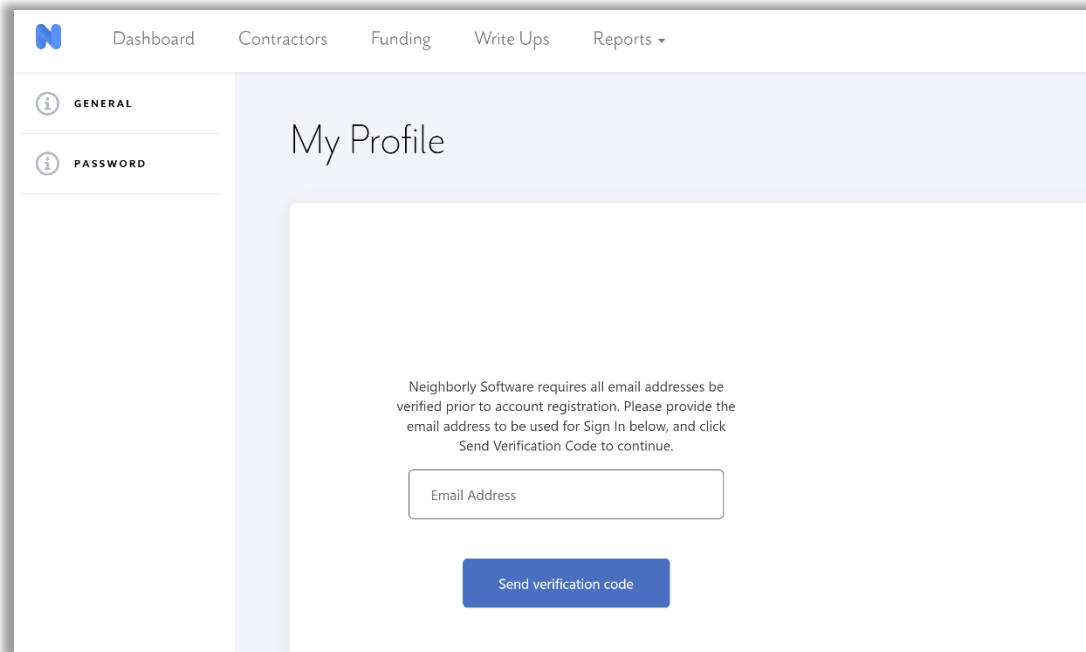 Dashboard Contractors Funding Write Ups Reports
GENERAL
PASSWORD
My Profile
Neighborly Software requires all email addresses be
verified prior to account registration. Please provide the
email address to be used for Sign In below, and click
Send Verification Code to continue.
Email Address
Send verification code